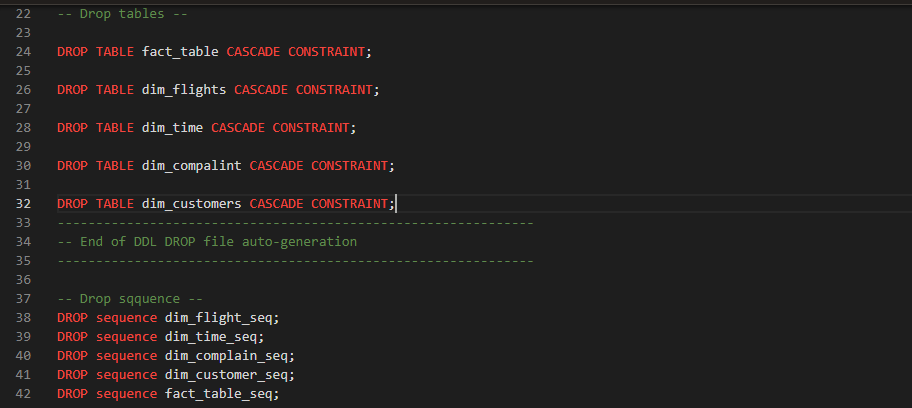 22 -- Drop tables --
23
24 DROP TABLE fact_table CASCADE CONSTRAINT;
25
26 DROP TABLE dim_flights CASCADE CONSTRAINT;
27
28 DROP TABLE dim_time CASCADE CONSTRAINT;
29
30 DROP TABLE dim_compalint CASCADE CONSTRAINT;
31
32 DROP TABLE dim_customers CASCADE CONSTRAINT;
33 --------------------------------------------------------------
34 -- End of DDL DROP file auto-generation
35 --------------------------------------------------------------
36
37 -- Drop sqquence --
38 DROP sequence dim_flight_seq;
39 DROP sequence dim_time_seq;
40 DROP sequence dim_complain_seq;
41 DROP sequence dim_customer_seq;
42 DROP sequence fact_table_seq;